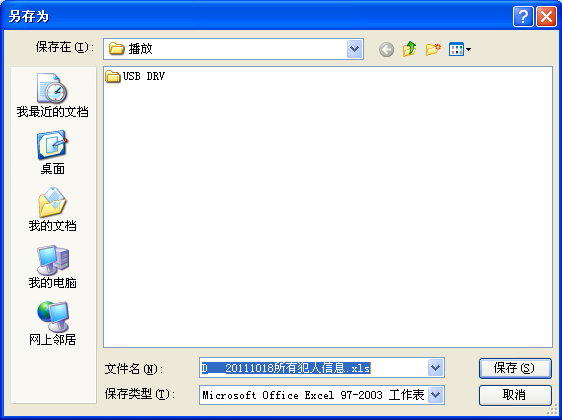 另存为
保存在(I):
播放
USB DRV
我最近的文档
桌面
我的文档
我的电脑
网上邻居
文件名(N):
D   20111018所有犯人信息.xls
保存(S)
保存类型(T):
Microsoft Office Excel 97-2003 工作表
取消